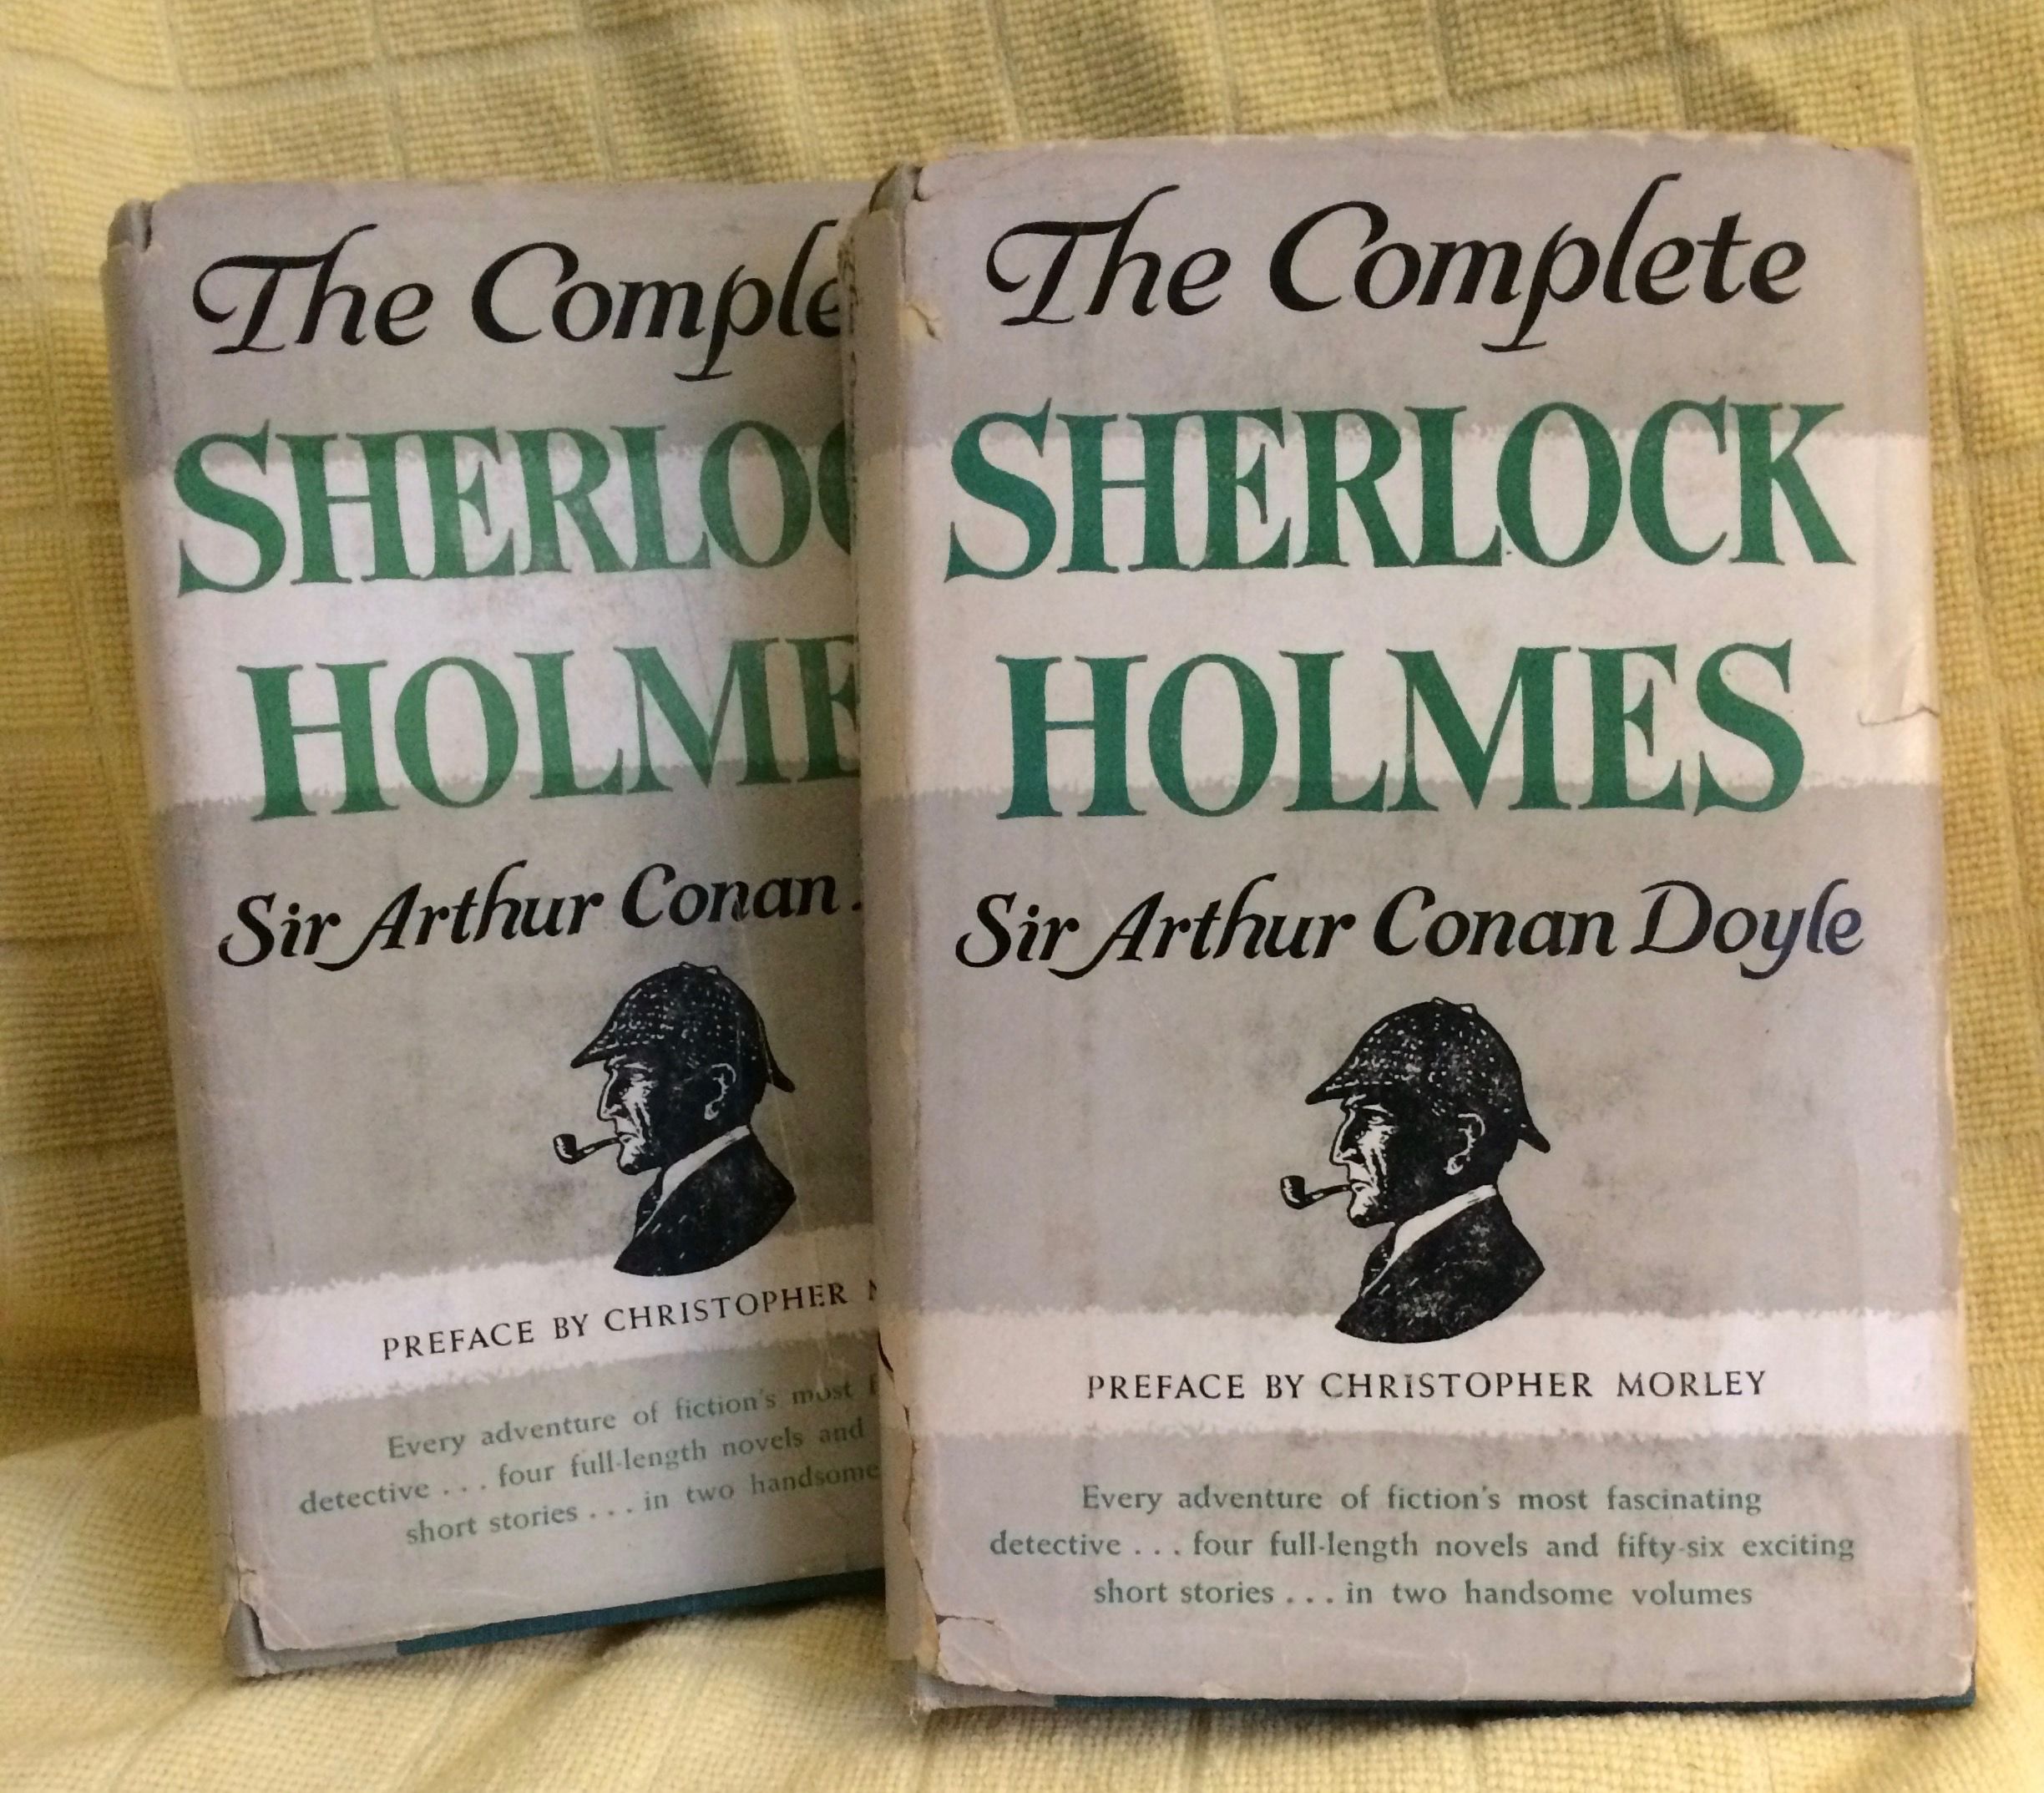 The Comple
SHERLOC
HOLME
Sir Arthur Conan
PREFACE BY CHRISTOPHER
Every adventure of fiction's most
detective . . . four full-length novels and
short stories . . . in two handsome
The Complete
SHERLOCK
HOLMES
Sir Arthur Conan Doyle
PREFACE BY CHRISTOPHER MORLEY
Every adventure of fiction's most fascinating
detective . . . four full-length novels and fifty-six exciting
short stories . . . in two handsome volumes